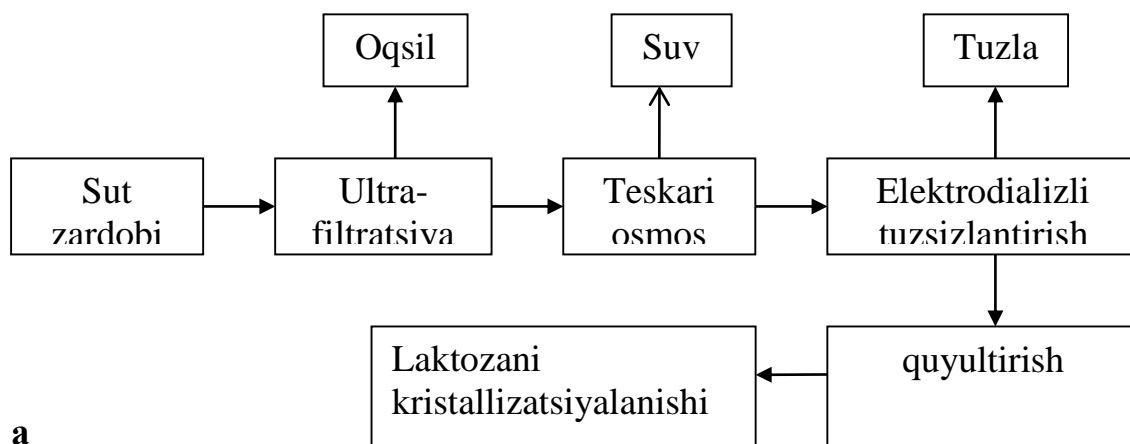 Oqsil
Suv
Tuzla
Sut
zardobi
Ultra-
filtratsiya
Teskari
osmos
Elektrodializli
tuzsizlantirish
Laktozani
kristallizatsiyalanishi
quyultirish
a